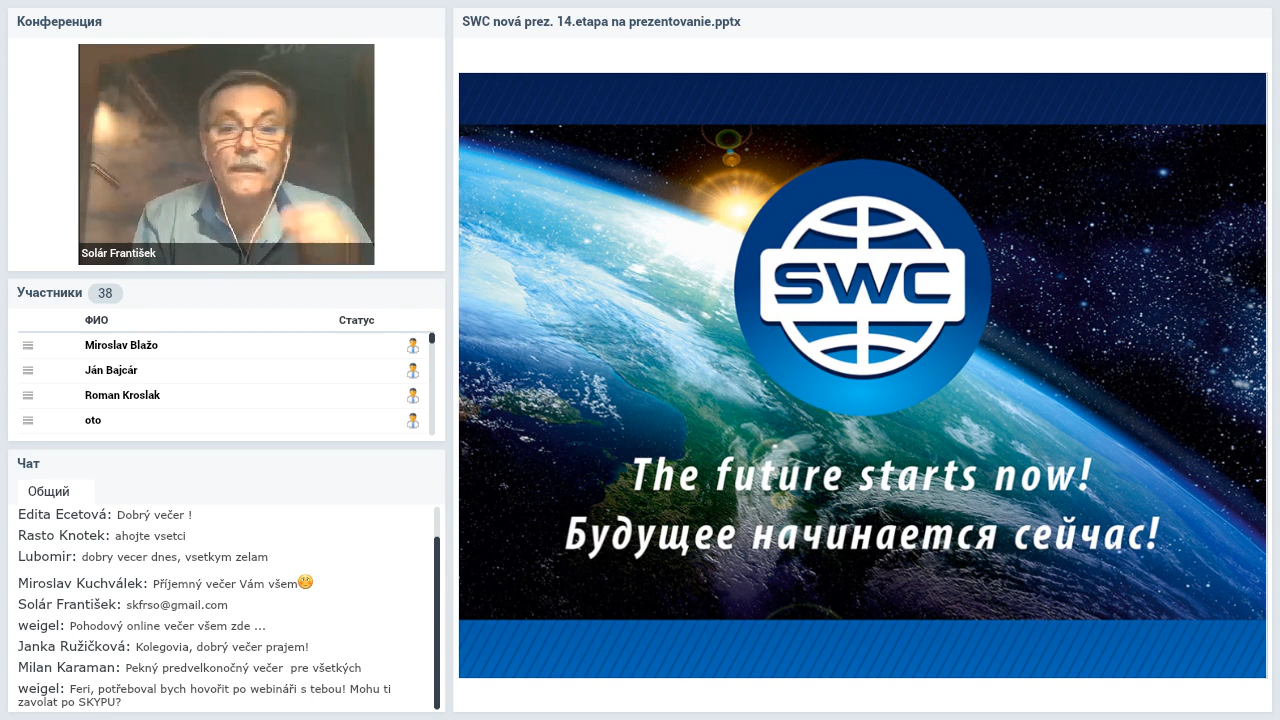 Конференция
Solár František
Участники 38
ФИО Статус
Miroslav Blažo
Ján Bajcár
Roman Kroslak
oto
Чат
Общий
Edita Ecetová: Dobrý večer !
Rasto Knotek: ahojte vsetci
Lubomir: dobry vecer dnes, vsetkym zelam
Miroslav Kuchválek: Příjemný večer Vám všem
Solár František: skfrso@gmail.com
weigel: Pohodový online večer všem zde ...
Janka Ružičková: Kolegovia, dobrý večer prajem!
Milan Karaman: Pekný predvelkonočný večer  pre všetkých
weigel: Feri, potřeboval bych hovořit po webináři s tebou! Mohu ti
zavolat po SKYPU?
SWC nová prez. 14.etapa na prezentovanie.pptx
SWC
The future starts now!
Будущее начинается сейчас!